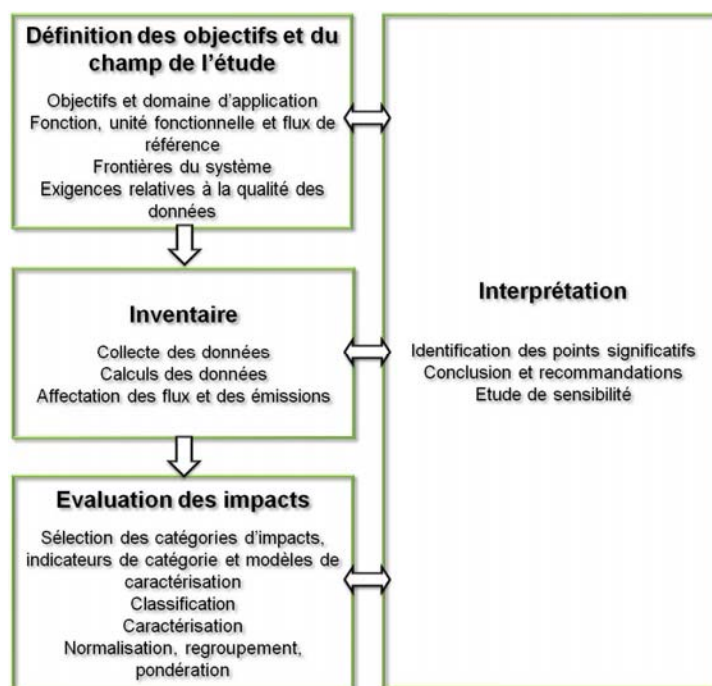 Définition des objectifs et du
champ de l'étude
Objectifs et domaine d'application
Fonction, unité fonctionnelle et flux de
référence
Frontières du système
Exigences relatives à la qualité des
données
Inventaire
Collecte des données
Calculs des données
Affectation des flux et des émissions
Evaluation des impacts
Sélection des catégories d'impacts,
indicateurs de catégorie et modèles de
caractérisation
Classification
Caractérisation
Normalisation, regroupement,
pondération
Interprétation
Identification des points significatifs
Conclusion et recommandations
Etude de sensibilité